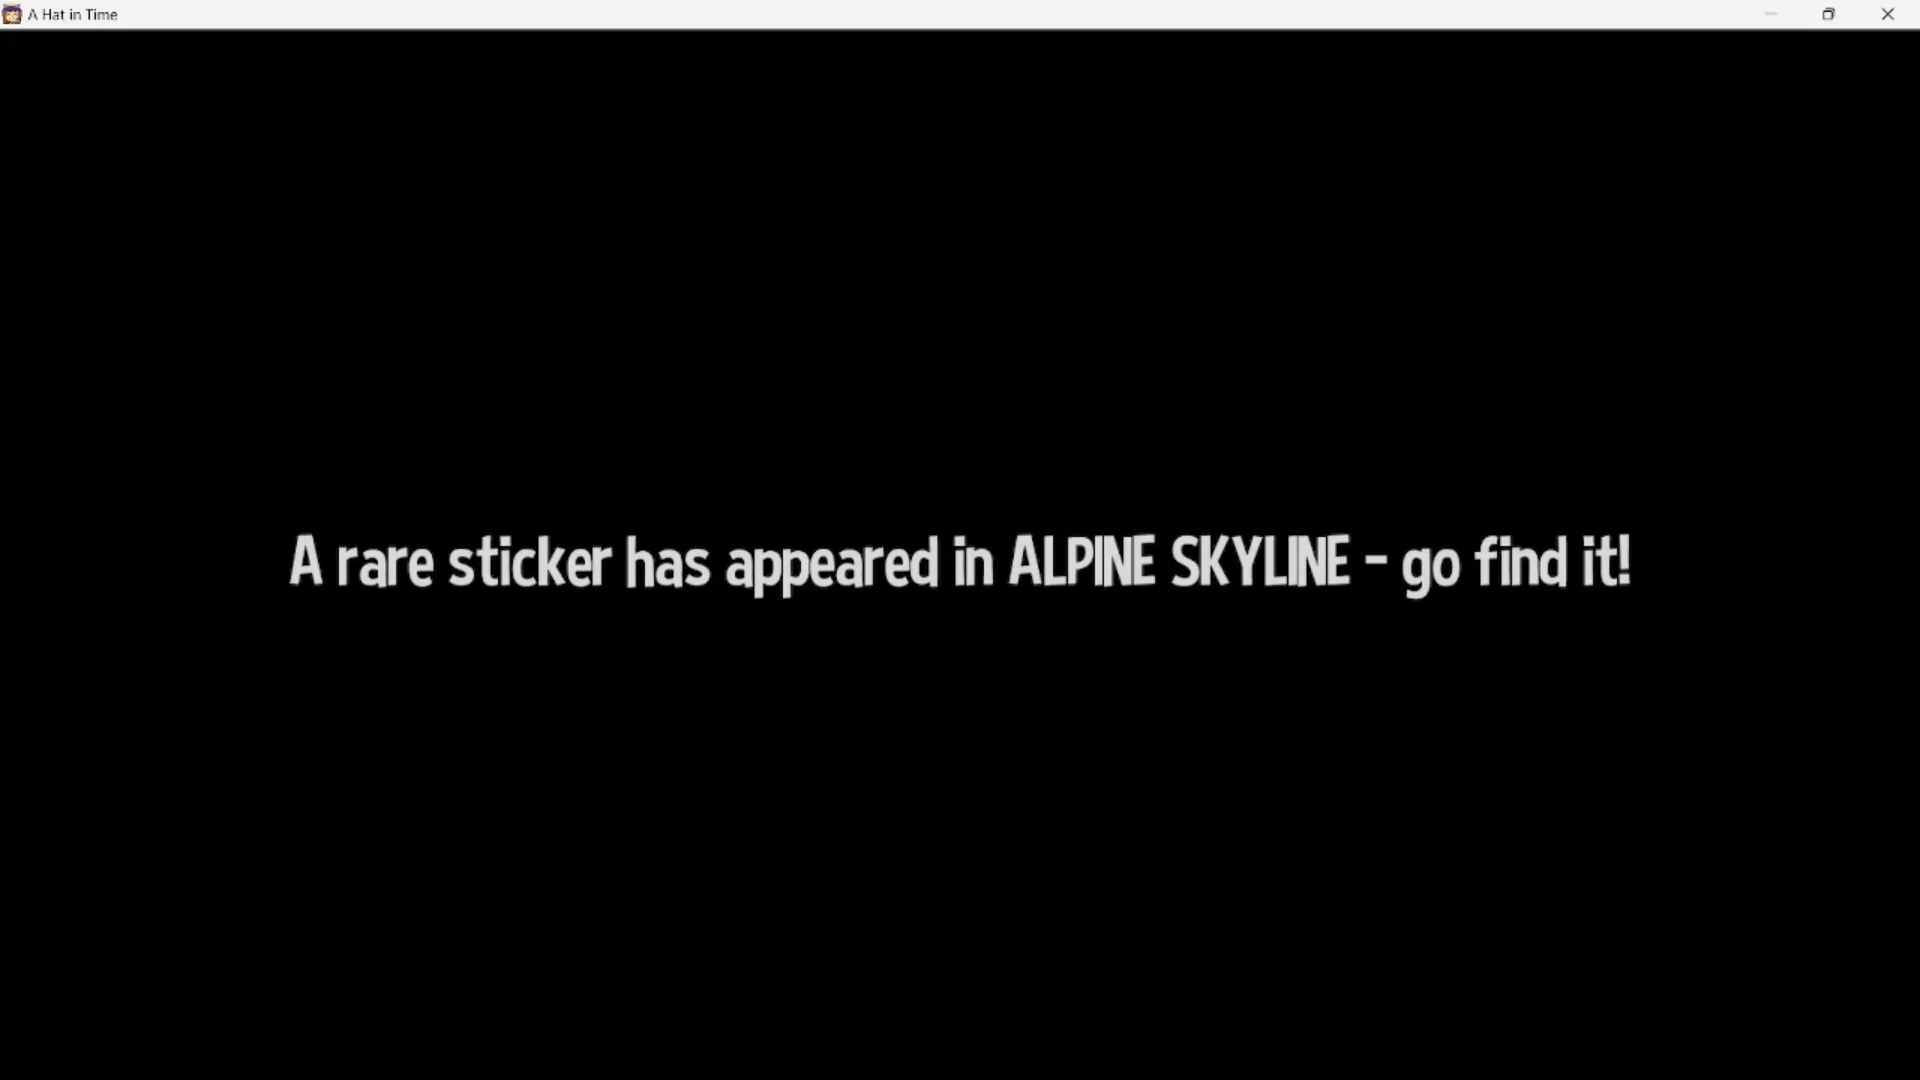 A Hat in Time
A rare sticker has appeared in ALPINE SKYLINE - go find it!